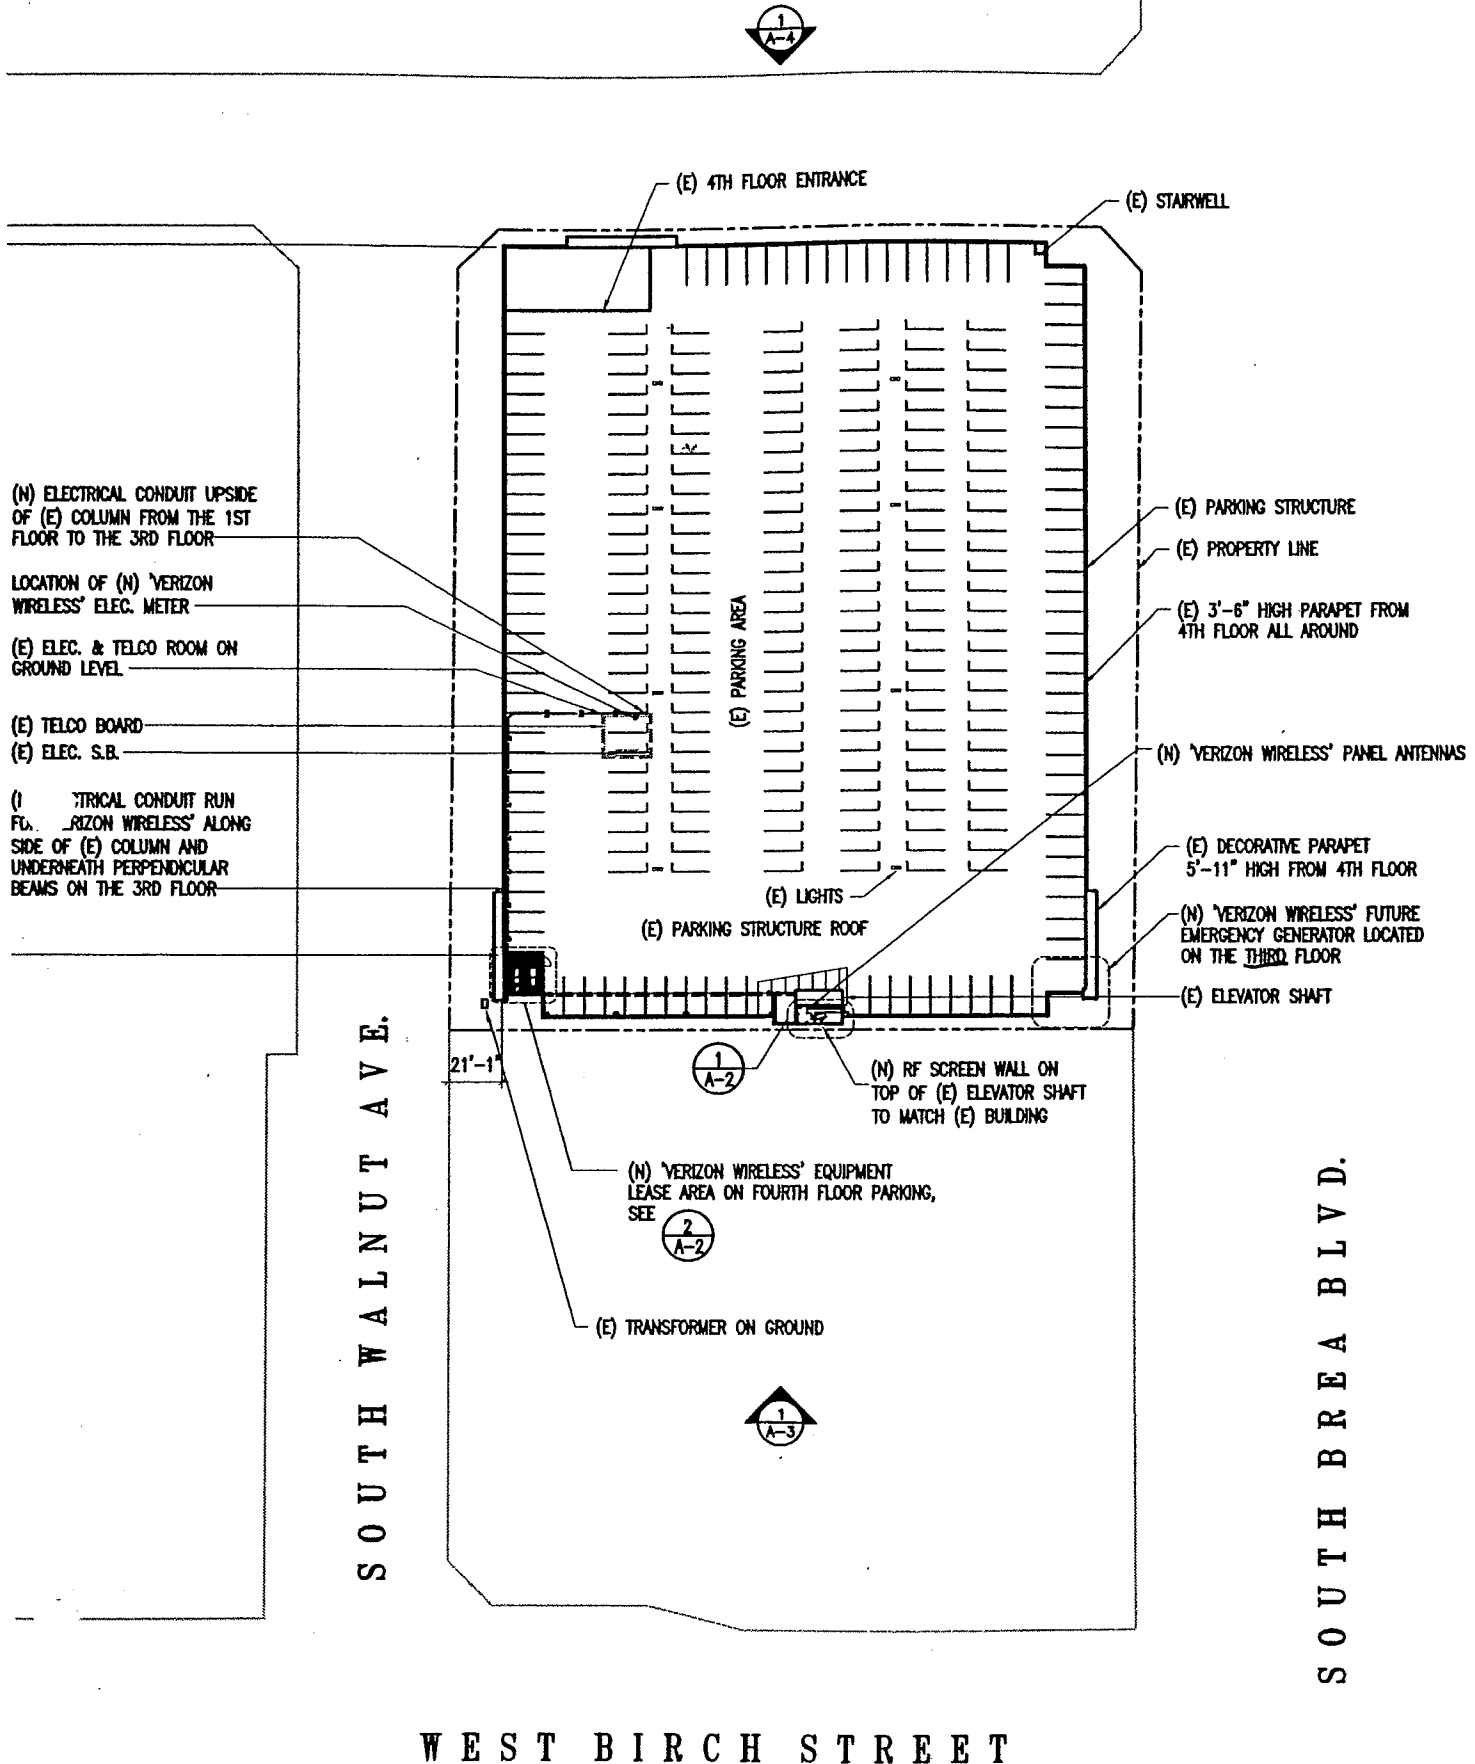 1
A-4
(E) 4TH FLOOR ENTRANCE
(E) STAIRWELL
(N) ELECTRICAL CONDUIT UPSIDE
OF (E) COLUMN FROM THE 1ST
FLOOR TO THE 3RD FLOOR
LOCATION OF (N) 'VERIZON
WIRELESS' ELEC. METER
(E) ELEC. & TELCO ROOM ON
GROUND LEVEL
(E) TELCO BOARD
(E) ELEC. S.B.
TRICAL CONDUIT RUN
RIZON WIRELESS' ALONG
SIDE OF (E) COLUMN AND
UNDERNEATH PERPENDICULAR
BEAMS ON THE 3RD FLOOR
(E) PARKING AREA
(E) PARKING STRUCTURE
(E) PROPERTY LINE
(E) 3'-6" HIGH PARAPET FROM
4TH FLOOR ALL AROUND
(N) 'VERIZON WIRELESS' PANEL ANTENNAS
(E) DECORATIVE PARAPET
5'-11" HIGH FROM 4TH FLOOR
(E) LIGHTS
(E) PARKING STRUCTURE ROOF
(N) 'VERIZON WIRELESS' FUTURE
EMERGENCY GENERATOR LOCATED
ON THE THIRD FLOOR
(E) ELEVATOR SHAFT
21'-1"
1
A-2
(N) RF SCREEN WALL ON
TOP OF (E) ELEVATOR SHAFT
TO MATCH (E) BUILDING
(N) 'VERIZON WIRELESS' EQUIPMENT
LEASE AREA ON FOURTH FLOOR PARKING,
SEE
2
A-2
(E) TRANSFORMER ON GROUND
1
A-3
SOUTH WALNUT AVE.
SOUTH BREA BLVD.
WEST BIRCH STREET